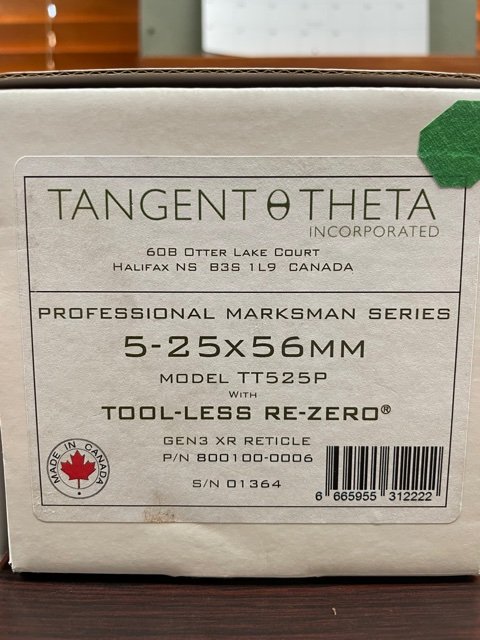 TANGENT θ THETA
INCORPORATED
60B OTTER LAKE COURT
HALIFAX NS B3S 1L9 CANADA
PROFESSIONAL MARKSMAN SERIES
5-25x56MM
MODEL TT525P
WITH
TOOL-LESS RE-ZERO®
GEN3 XR RETICLE
P/N 800100-0006
S/N 01364
MADE IN CANADA
6 665955 312222